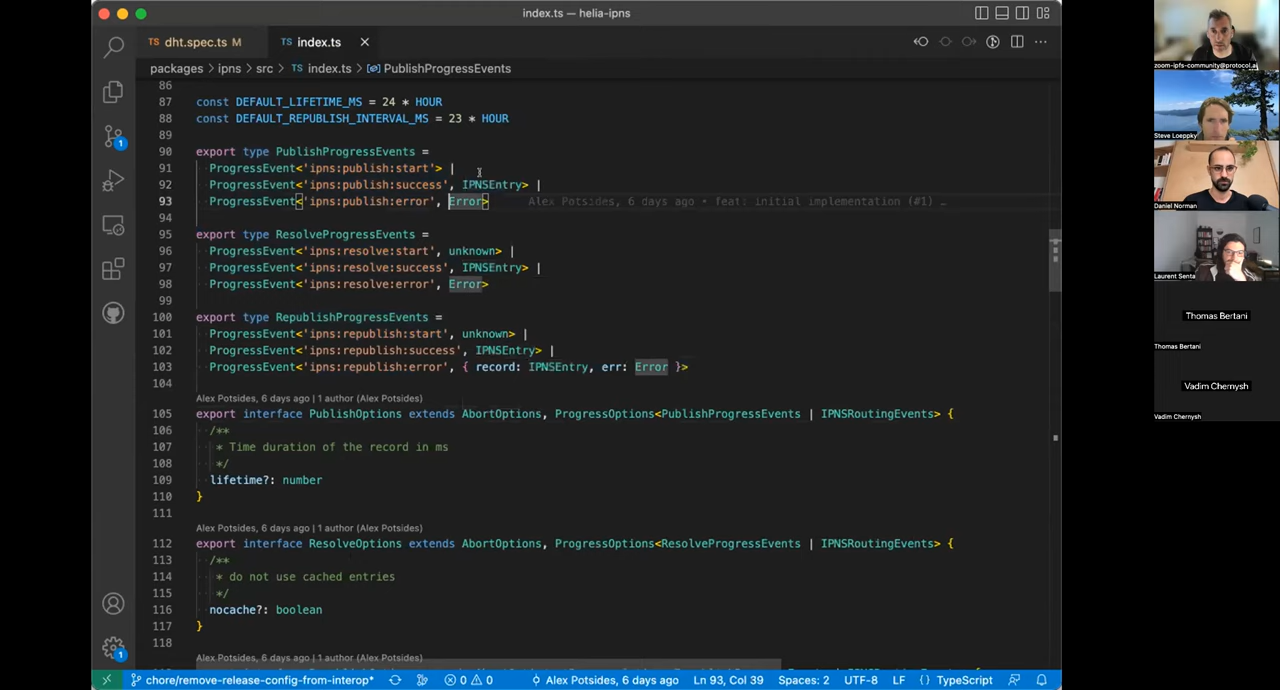 index.ts — helia-ipns
TS dht.spec.ts M
TS index.ts
packages > ipns > src > TS index.ts > PublishProgressEvents
86
87 const DEFAULT_LIFETIME_MS = 24 * HOUR
88 const DEFAULT_REPUBLISH_INTERVAL_MS = 23 * HOUR
89
90 export type PublishProgressEvents =
91 ProgressEvent<'ipns:publish:start'> |
92 ProgressEvent<'ipns:publish:success', IPNSEntry> |
93 ProgressEvent<'ipns:publish:error', Error> Alex Potsides, 6 days ago • feat: initial implementation (#1) …
94
95 export type ResolveProgressEvents =
96 ProgressEvent<'ipns:resolve:start', unknown> |
97 ProgressEvent<'ipns:resolve:success', IPNSEntry> |
98 ProgressEvent<'ipns:resolve:error', Error>
99
100 export type RepublishProgressEvents =
101 ProgressEvent<'ipns:republish:start', unknown> |
102 ProgressEvent<'ipns:republish:success', IPNSEntry> |
103 ProgressEvent<'ipns:republish:error', { record: IPNSEntry, err: Error }>
104
Alex Potsides, 6 days ago | 1 author (Alex Potsides)
105 export interface PublishOptions extends AbortOptions, ProgressOptions<PublishProgressEvents | IPNSRoutingEvents> {
106 /**
107 * Time duration of the record in ms
108 */
109 lifetime?: number
110 }
111
Alex Potsides, 6 days ago | 1 author (Alex Potsides)
112 export interface ResolveOptions extends AbortOptions, ProgressOptions<ResolveProgressEvents | IPNSRoutingEvents> {
113 /**
114 * do not use cached entries
115 */
116 nocache?: boolean
117 }
118
Alex Potsides, 6 days ago | 1 author (Alex Potsides)
1
1
chore/remove-release-config-from-interop* 0 0 Alex Potsides, 6 days ago Ln 93, Col 39 Spaces: 2 UTF-8 LF {} TypeScript
zoom-ipfs-community@protocol.ai
Steve Loeppky
Daniel Norman
Laurent Senta
Thomas Bertani
Thomas Bertani
Vadim Chernysh
Vadim Chernysh